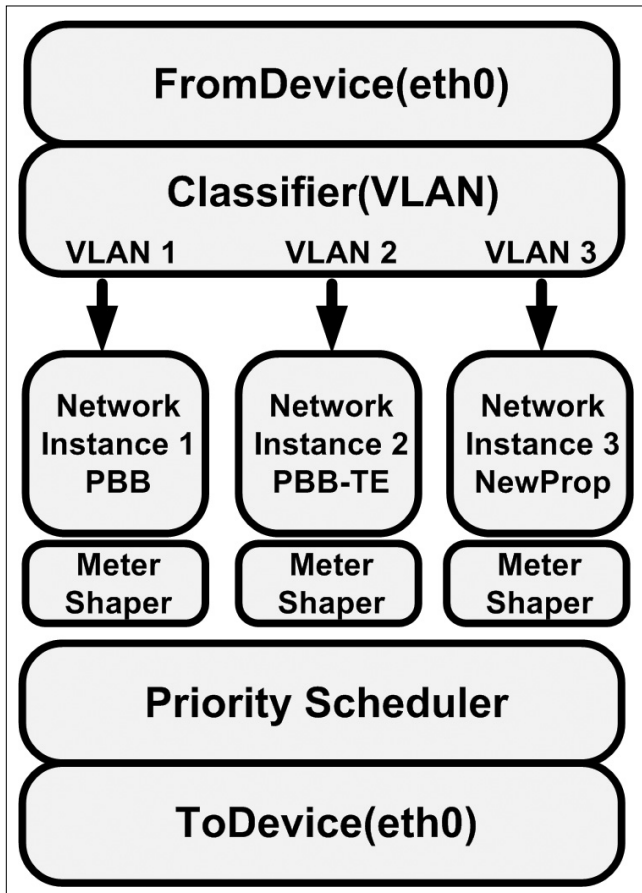 FromDevice(eth0)
Classifier(VLAN)
VLAN 1 VLAN 2 VLAN 3
Network Network Network
Instance 1 Instance 2 Instance 3
PBB PBB-TE NewProp
Meter Meter Meter
Shaper Shaper Shaper
Priority Scheduler
ToDevice(eth0)